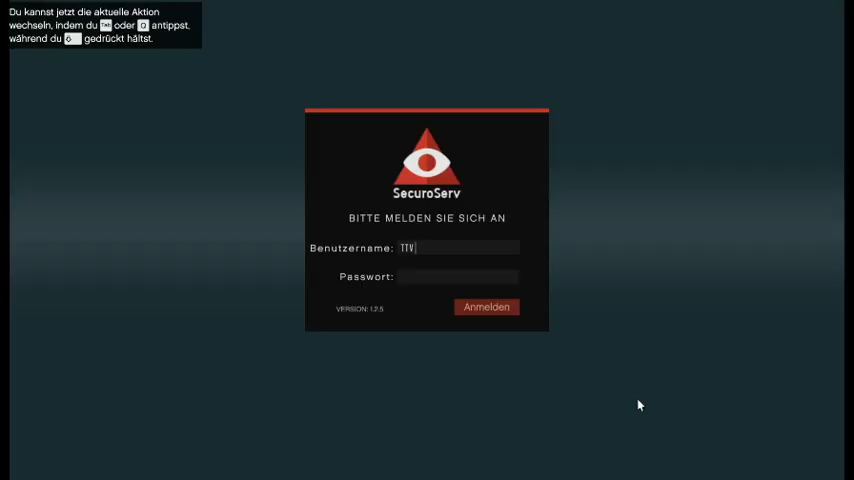 Du kannst jetzt die aktuelle Aktion
wechseln, indem du Tab oder Q antippst,
während du gedrückt hältst.
SecuroServ
BITTE MELDEN SIE SICH AN
Benutzername: TTV
Passwort:
VERSION: 1.2.5
Anmelden